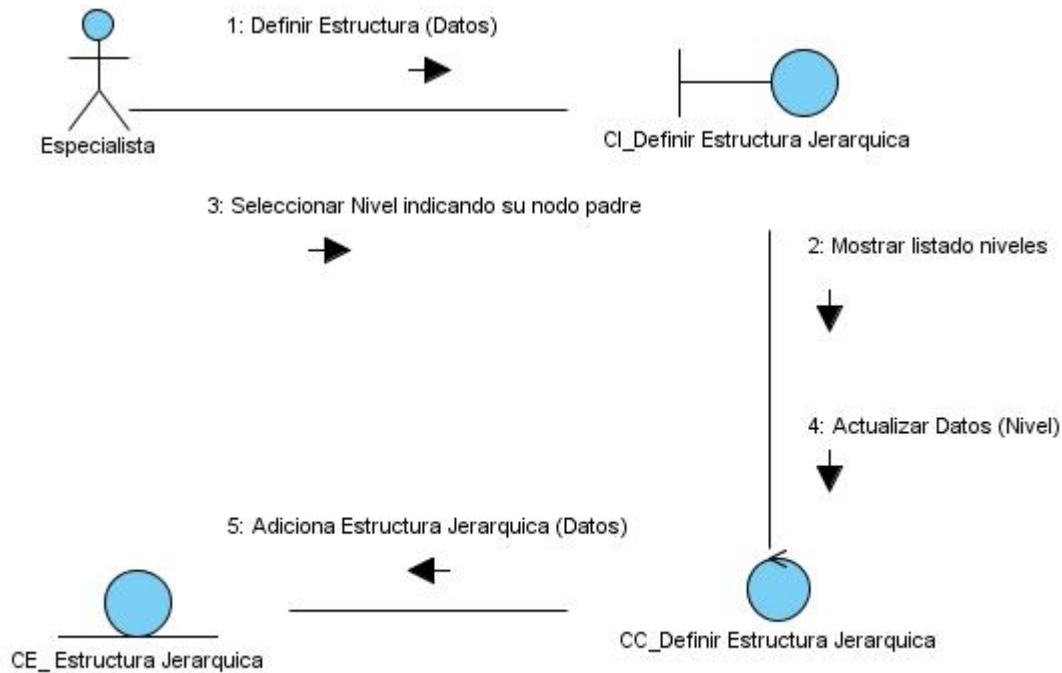 1: Definir Estructura (Datos)
Especialista
CI_Definir Estructura Jerarquica
3: Seleccionar Nivel indicando su nodo padre
2: Mostrar listado niveles
4: Actualizar Datos (Nivel)
5: Adiciona Estructura Jerarquica (Datos)
CE_ Estructura Jerarquica
CC_Definir Estructura Jerarquica